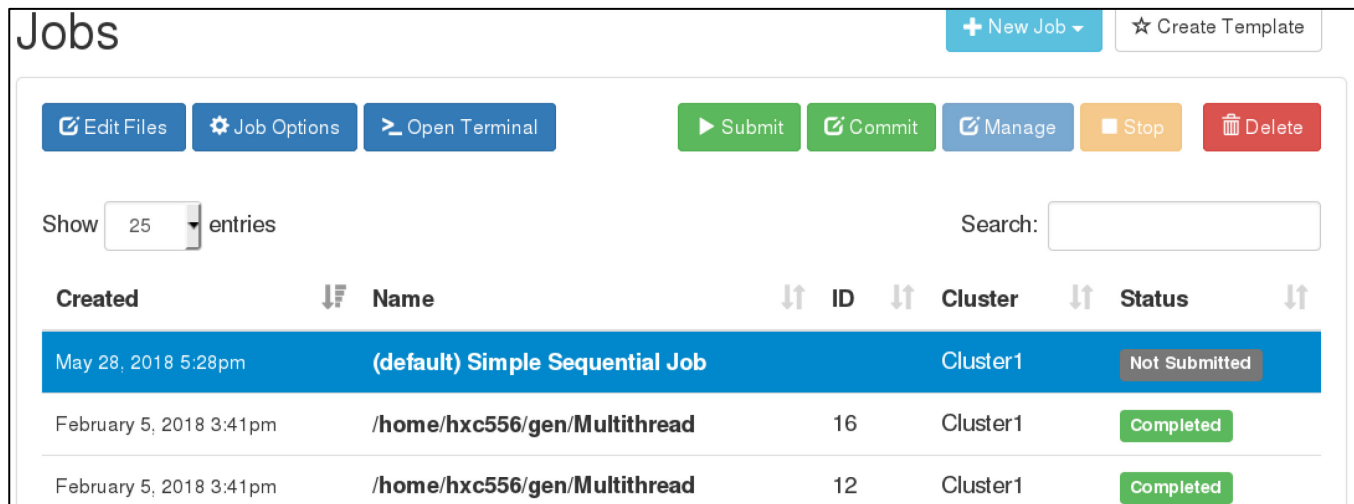 Jobs
New Job
Create Template
Edit Files
Job Options
Open Terminal
Submit
Commit
Manage
Stop
Delete
Show 25 entries
Search:
Created Name ID Cluster Status
May 28, 2018 5:28pm (default) Simple Sequential Job Cluster1 Not Submitted
February 5, 2018 3:41pm /home/hxc556/gen/Multithread 16 Cluster1 Completed
February 5, 2018 3:41pm /home/hxc556/gen/Multithread 12 Cluster1 Completed